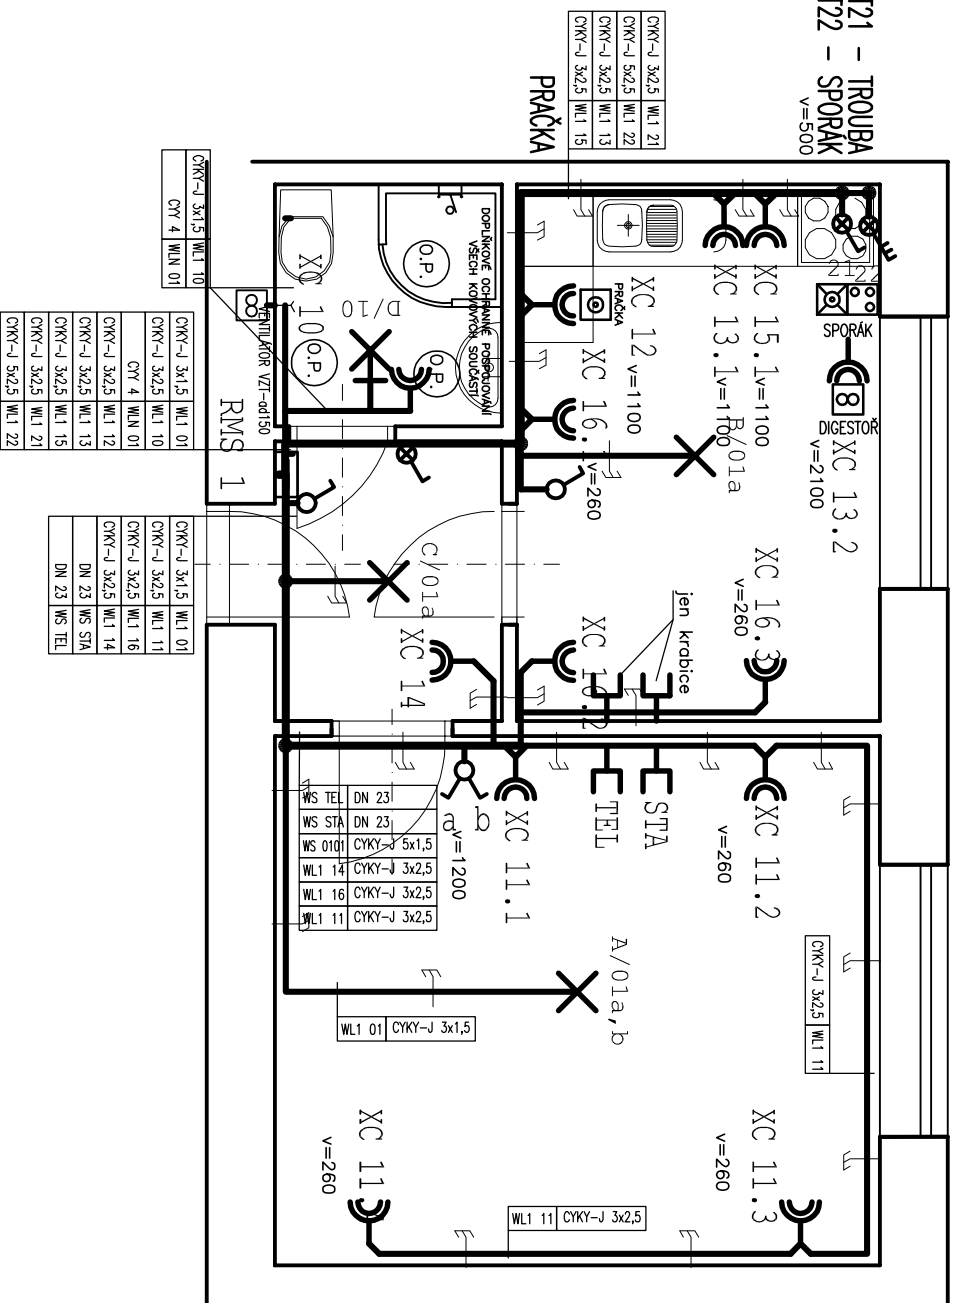 T21 - TROUBA
T22 - SPORÁK
v=500
CYKY-J 3x2,5 WL1 21
CYKY-J 5x2,5 WL1 22
CYKY-J 3x2,5 WL1 13
CYKY-J 3x2,5 WL1 15
PRAČKA
21
22
SPORÁK
DIGESTOŘ
XC 13.2
v=2100
XC 15.1
v=1100
XC 13.1
v=1100
XC 12
v=1100
PRAČKA
XC 16.
v=260
B/01a
XC 16.3
v=260
jen krabice
XC 16.2
DOPLŇKOVÉ OCHRANNÉ POSPOJOVÁNÍ
VŠECH KOVOVÝCH SOUČÁSTÍ
O.P.
O.P.
O.P.
XC 10
D/10
VENTILÁTOR VZT-ød150
CYKY-J 3x1,5 WL1 10
CYY 4 WLN 01
CYKY-J 3x1,5 WL1 01
CYKY-J 3x2,5 WL1 10
CYY 4 WLN 01
CYKY-J 3x2,5 WL1 12
CYKY-J 3x2,5 WL1 13
CYKY-J 3x2,5 WL1 15
CYKY-J 3x2,5 WL1 21
CYKY-J 5x2,5 WL1 22
RMS 1
CYKY-J 3x1,5 WL1 01
CYKY-J 3x2,5 WL1 11
CYKY-J 3x2,5 WL1 16
CYKY-J 3x2,5 WL1 14
DN 23 WS STA
DN 23 WS TEL
C/01a
XC 14
WS TEL DN 23
WS STA DN 23
WS 0101 CYKY-J 5x1,5
WL1 14 CYKY-J 3x2,5
WL1 16 CYKY-J 3x2,5
WL1 11 CYKY-J 3x2,5
a b
v=1200
XC 11.1
TEL
STA
XC 11.2
v=260
A/01a,b
WL1 01 CYKY-J 3x1,5
CYKY-J 3x2,5 WL1 11
XC 11.3
v=260
XC 11.
v=260
WL1 11 CYKY-J 3x2,5